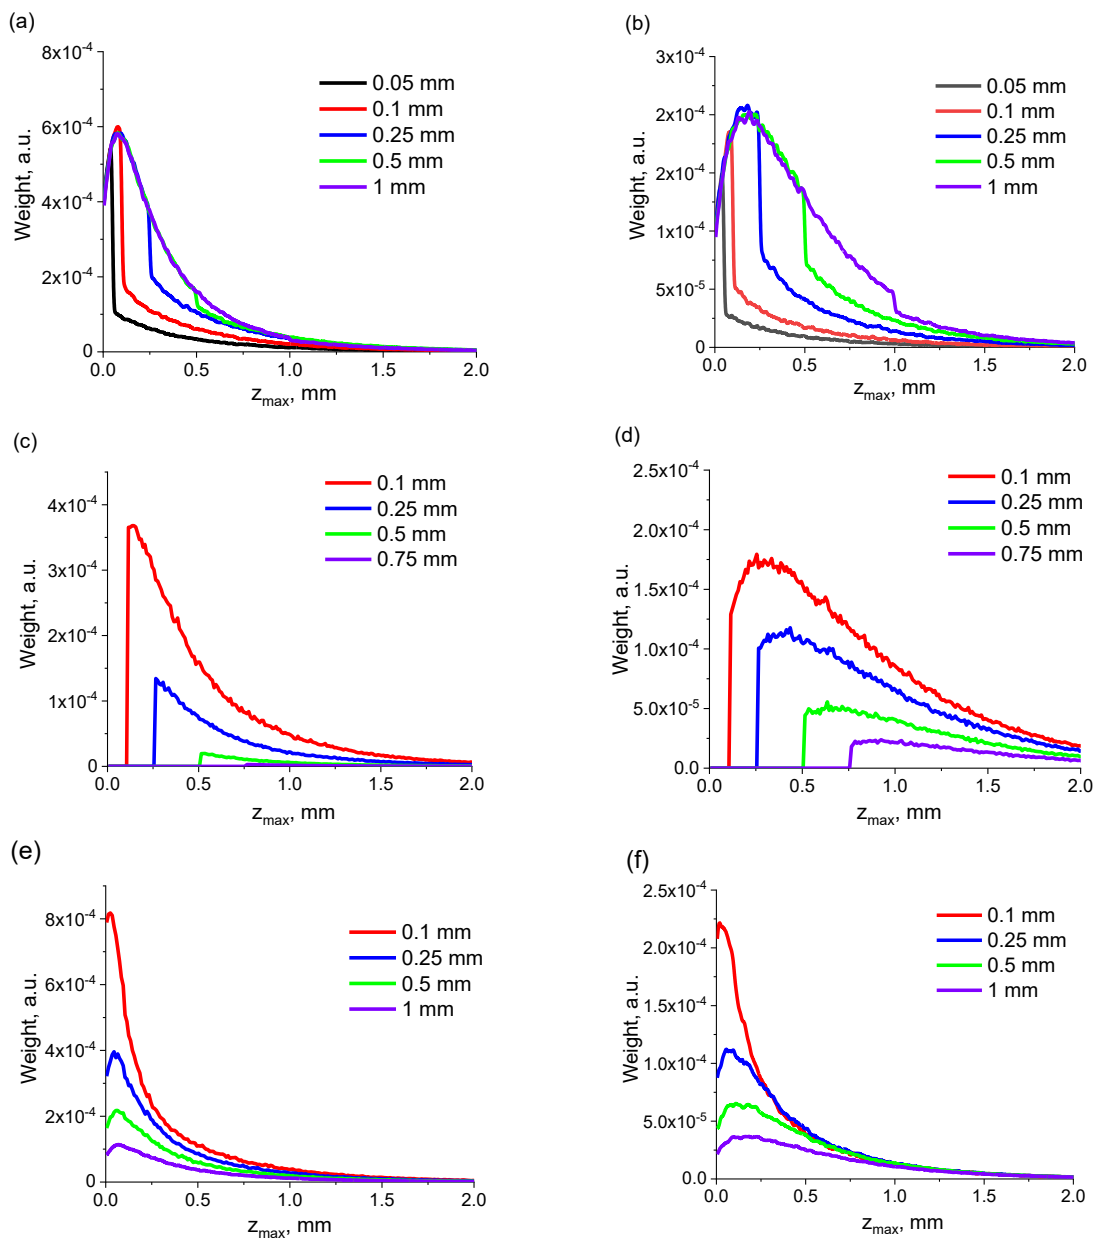 (a)
8x10⁻⁴
6x10⁻⁴
4x10⁻⁴
2x10⁻⁴
0
Weight, a.u.
0.0 0.5 1.0 1.5 2.0
zₘₐₓ, mm
0.05 mm
0.1 mm
0.25 mm
0.5 mm
1 mm
(b)
3x10⁻⁴
2x10⁻⁴
2x10⁻⁴
1x10⁻⁴
5x10⁻⁵
0
Weight, a.u.
0.0 0.5 1.0 1.5 2.0
zₘₐₓ, mm
0.05 mm
0.1 mm
0.25 mm
0.5 mm
1 mm
(c)
4x10⁻⁴
3x10⁻⁴
2x10⁻⁴
1x10⁻⁴
0
Weight, a.u.
0.0 0.5 1.0 1.5 2.0
zₘₐₓ, mm
0.1 mm
0.25 mm
0.5 mm
0.75 mm
(d)
2.5x10⁻⁴
2.0x10⁻⁴
1.5x10⁻⁴
1.0x10⁻⁴
5.0x10⁻⁵
0.0
Weight, a.u.
0.0 0.5 1.0 1.5 2.0
zₘₐₓ, mm
0.1 mm
0.25 mm
0.5 mm
0.75 mm
(e)
8x10⁻⁴
6x10⁻⁴
4x10⁻⁴
2x10⁻⁴
0
Weight, a.u.
0.0 0.5 1.0 1.5 2.0
zₘₐₓ, mm
0.1 mm
0.25 mm
0.5 mm
1 mm
(f)
2.5x10⁻⁴
2.0x10⁻⁴
1.5x10⁻⁴
1.0x10⁻⁴
5.0x10⁻⁵
0.0
Weight, a.u.
0.0 0.5 1.0 1.5 2.0
zₘₐₓ, mm
0.1 mm
0.25 mm
0.5 mm
1 mm